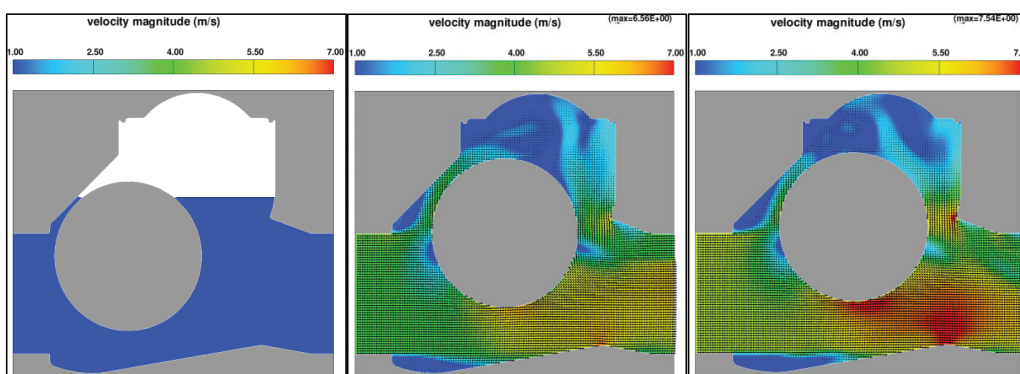 velocity magnitude (m/s)
1.00 2.50 4.00 5.50 7.00
velocity magnitude (m/s) (max=6.56E+00)
1.00 2.50 4.00 5.50 7.00
velocity magnitude (m/s) (max=7.54E+00)
1.00 2.50 4.00 5.50